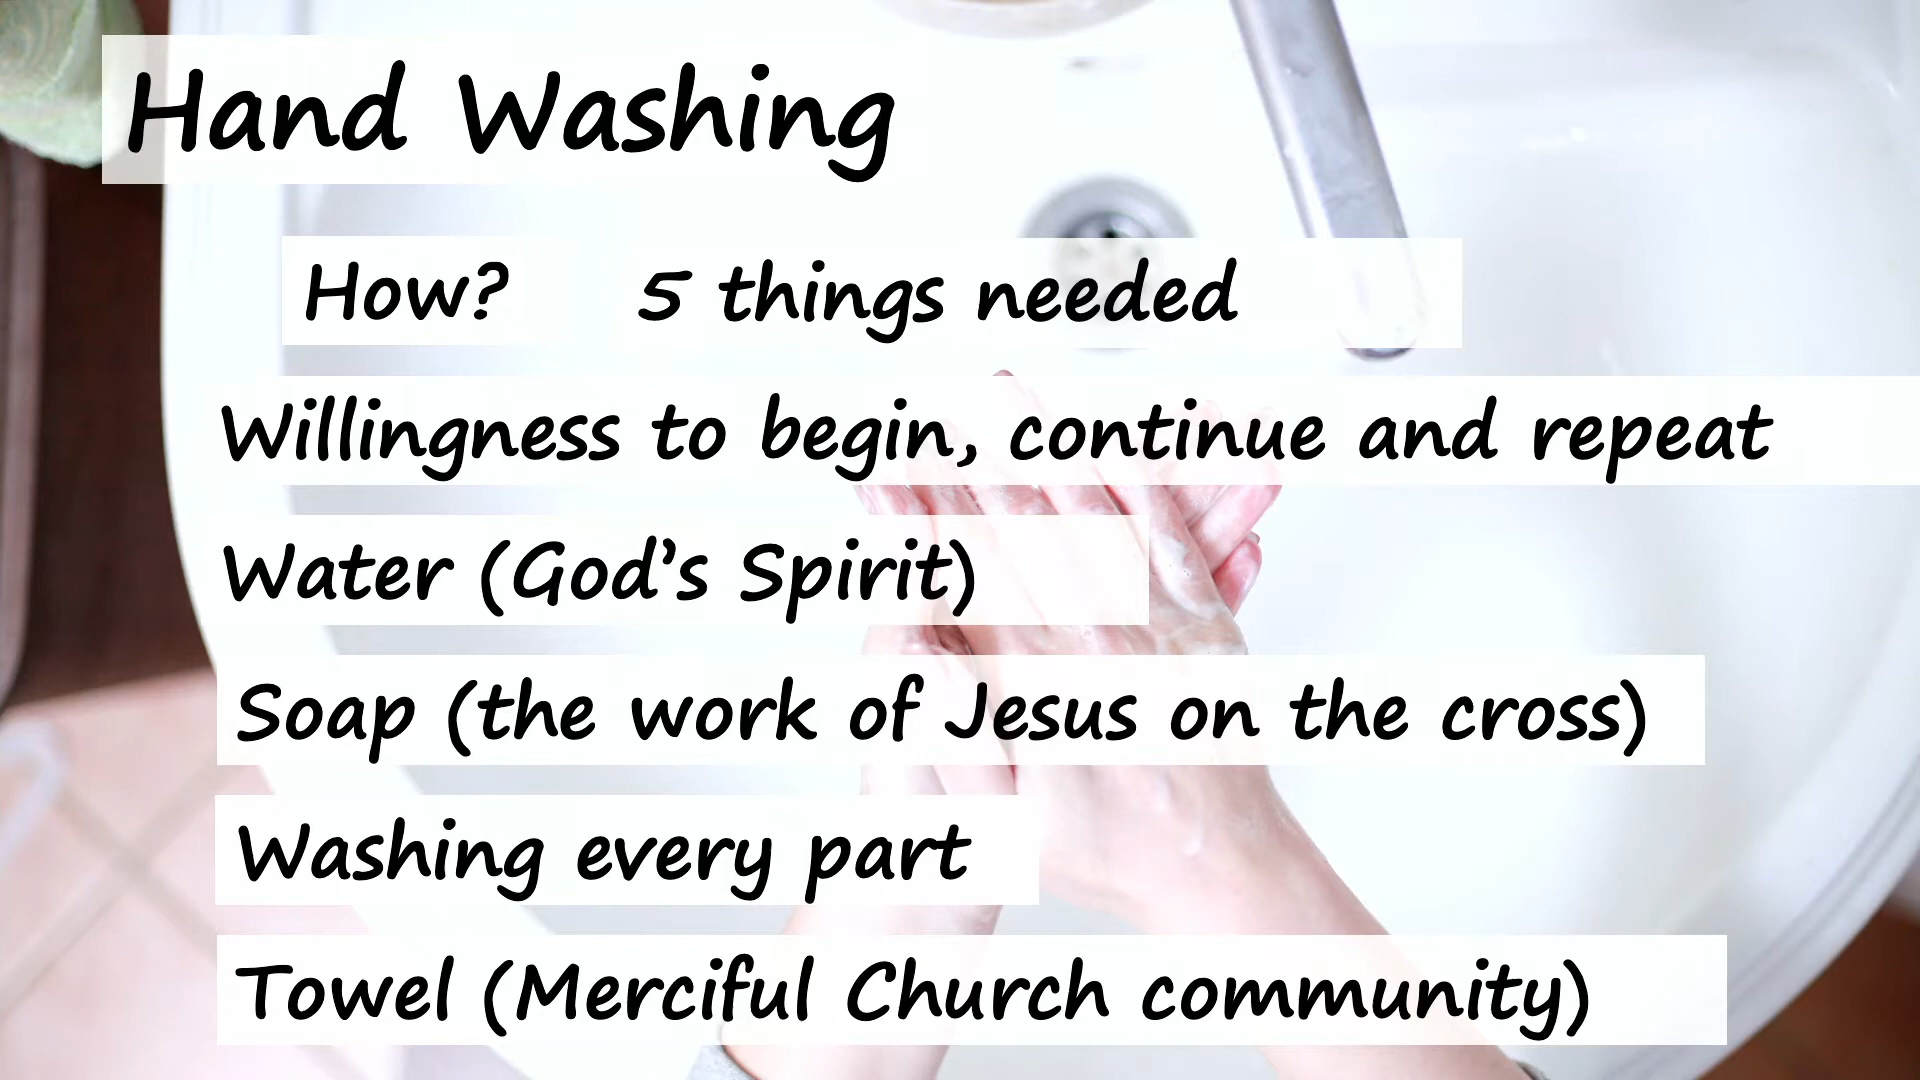 Hand Washing
How? 5 things needed
Willingness to begin, continue and repeat
Water (God’s Spirit)
Soap (the work of Jesus on the cross)
Washing every part
Towel (Merciful Church community)